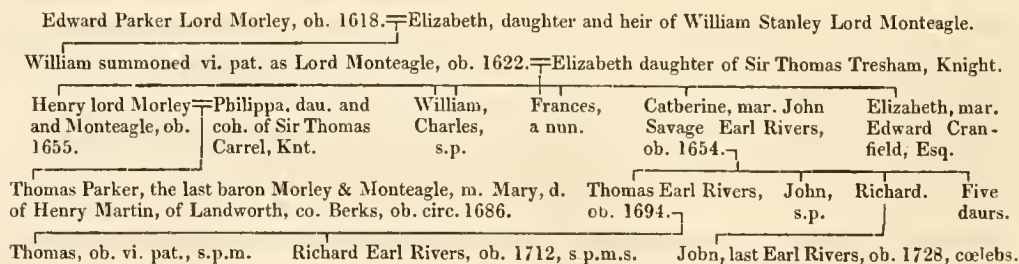 Edward Parker Lord Morley, ob. 1618.=Elizabeth, daughter and heir of William Stanley Lord Monteagle.
William summoned vi. pat. as Lord Monteagle, ob. 1622.=Elizabeth daughter of Sir Thomas Tresham, Knight.
Henry lord Morley=Philippa, dau. and
and Monteagle, ob. coh. of Sir Thomas
1655. Carrel, Knt.
William,
Charles,
s.p.
Frances,
a nun.
Catberine, mar. John
Savage Earl Rivers,
ob. 1654.
Elizabeth, mar.
Edward Cran-
field, Esq.
Thomas Parker, the last baron Morley & Monteagle, m. Mary, d.
of Henry Martin, of Landworth, co. Berks, ob. circ. 1686.
Thomas Earl Rivers,
ob. 1694.
John,
s.p.
Richard.
Five
daurs.
Thomas, ob. vi. pat., s.p.m. Richard Earl Rivers, ob. 1712, s p.m.s. John, last Earl Rivers, ob. 1728, cœlebs.